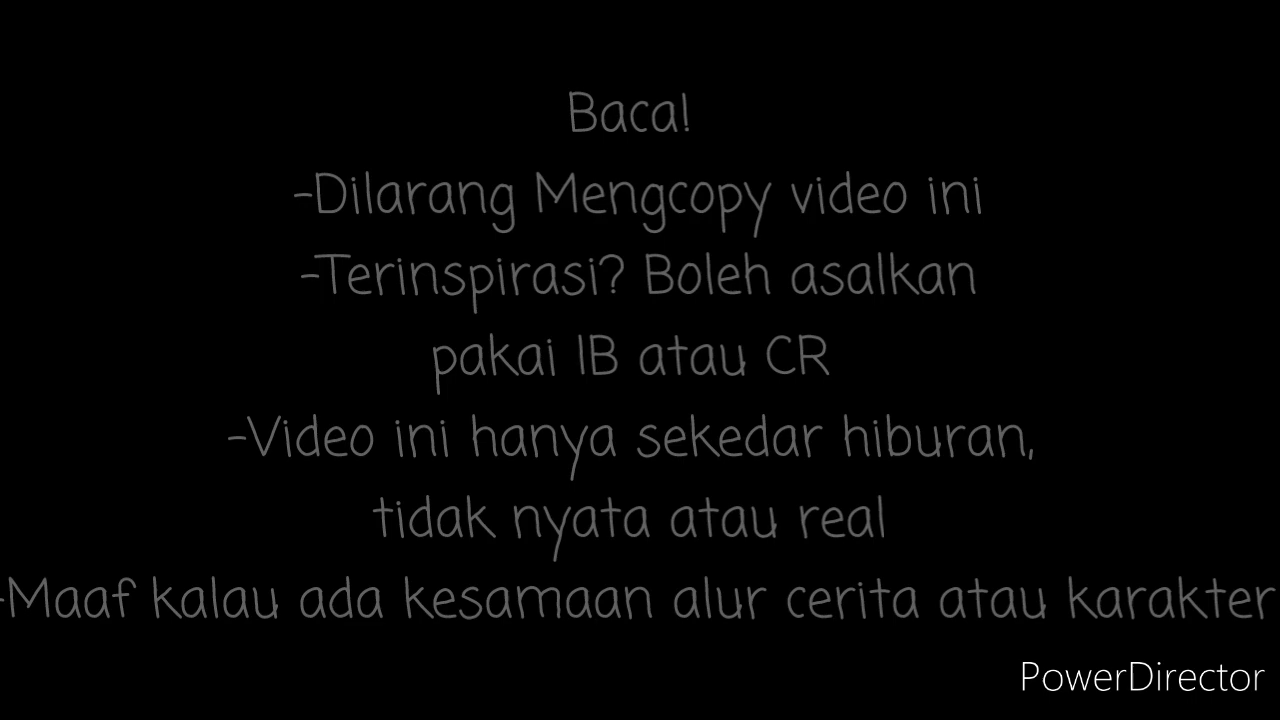 Baca!
-Dilarang Mengcopy video ini
-Terinspirasi? Boleh asalkan
pakai IB atau CR
-Video ini hanya sekedar hiburan,
tidak nyata atau real
-Maaf kalau ada kesamaan alur cerita atau karakter
PowerDirector